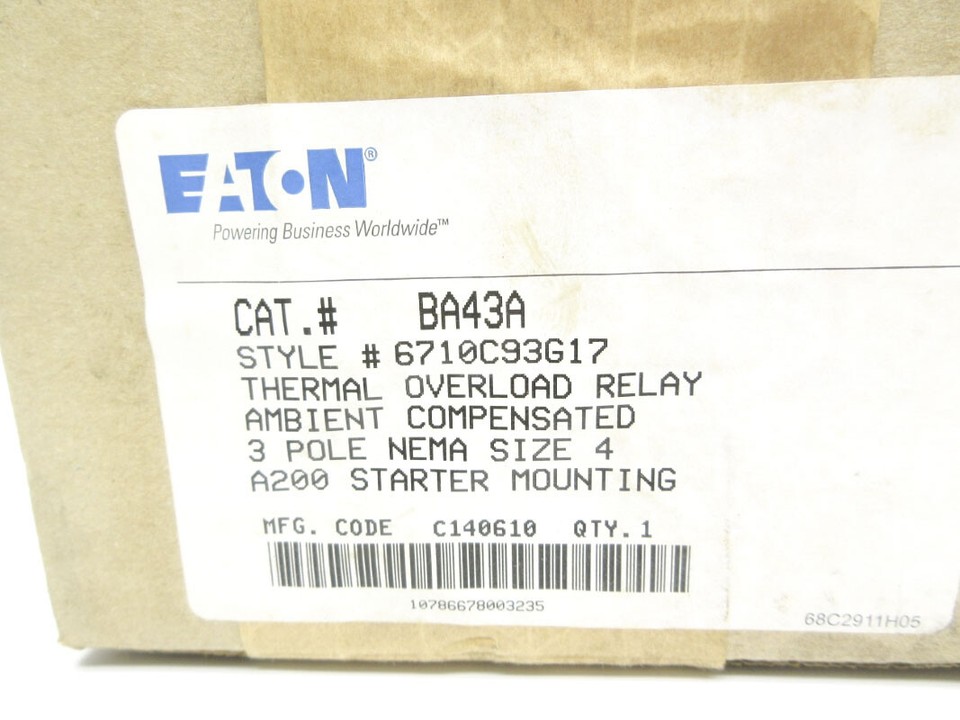 EATON®
Powering Business Worldwide™
CAT.# BA43A
STYLE # 6710C93G17
THERMAL OVERLOAD RELAY
AMBIENT COMPENSATED
3 POLE NEMA SIZE 4
A200 STARTER MOUNTING
MFG. CODE C140610 QTY.1
10786678003235
68C2911H05